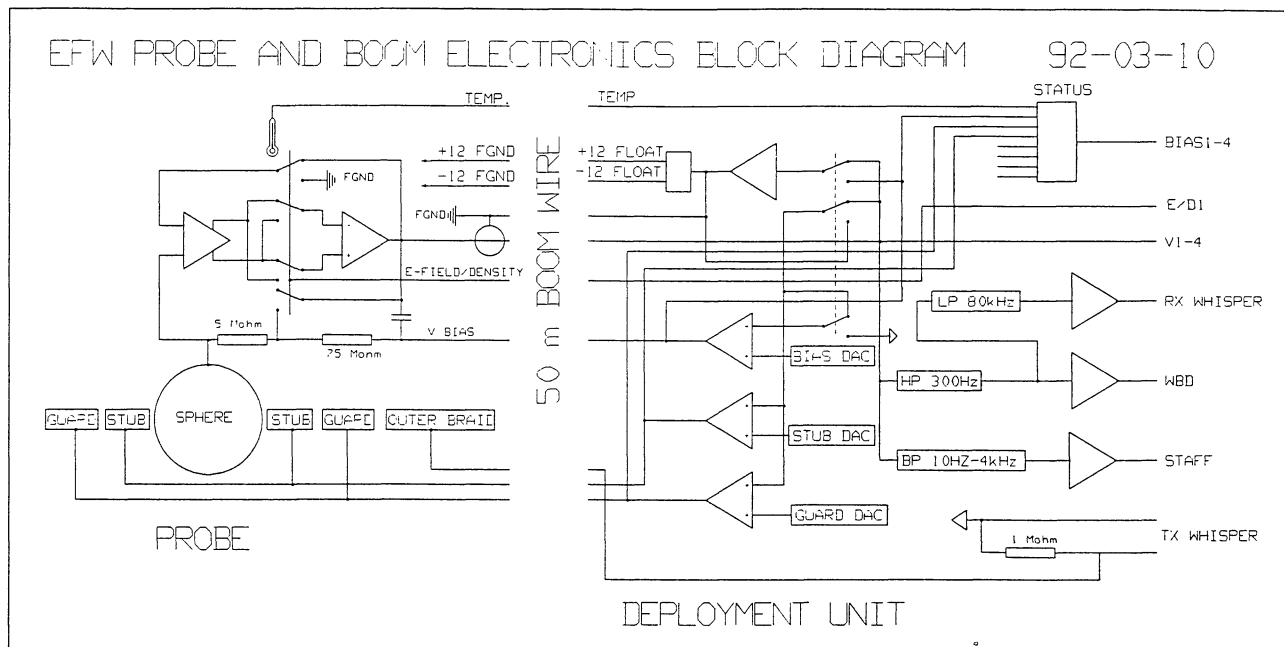 EFW PROBE AND BOOM ELECTRONICS BLOCK DIAGRAM 92-03-10
STATUS
TEMP.
TEMP
+12 FGND
-12 FGND
+12 FLOAT
-12 FLOAT
BIAS1-4
FGND
FGND
E/D1
V1-4
E-FIELD/DENSITY
50 m BOOM WIRE
LP 80kHz
RX WHISPER
5 Mohm
75 Mohm
V BIAS
BIAS DAC
HP 300Hz
WBD
GUARD
STUB
SPHERE
STUB
GUARD
OUTER BRAID
STUB DAC
BP 10HZ-4kHz
STAFF
GUARD DAC
PROBE
1 Mohm
TX WHISPER
DEPLOYMENT UNIT